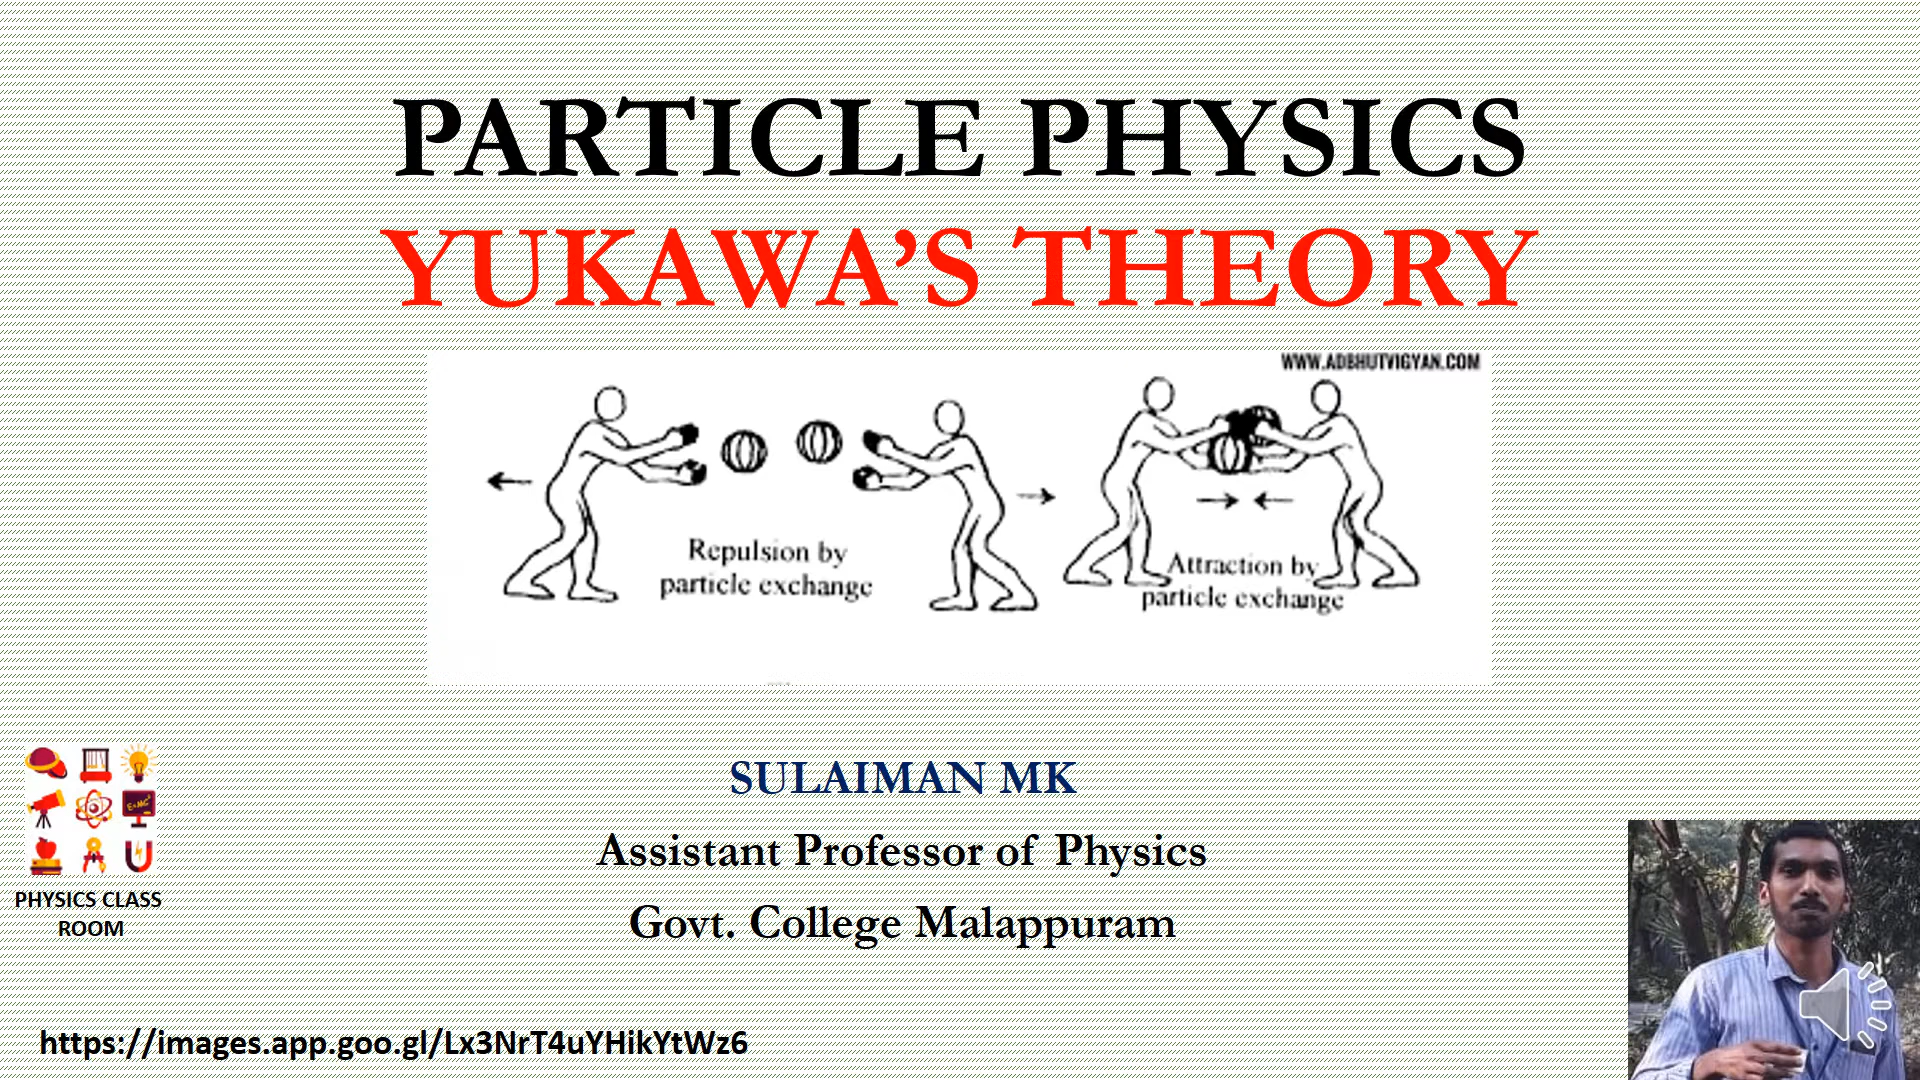 PARTICLE PHYSICS
YUKAWA’S THEORY
WWW.ADBHUTVIGYAN.COM
Repulsion by
particle exchange
Attraction by
particle exchange
SULAIMAN MK
Assistant Professor of Physics
Govt. College Malappuram
E=MC²
PHYSICS CLASS
ROOM
https://images.app.goo.gl/Lx3NrT4uYHikYtWz6